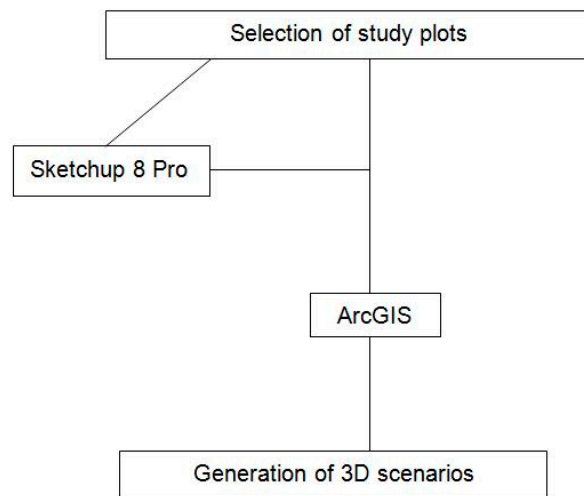 Selection of study plots
Sketchup 8 Pro
ArcGIS
Generation of 3D scenarios